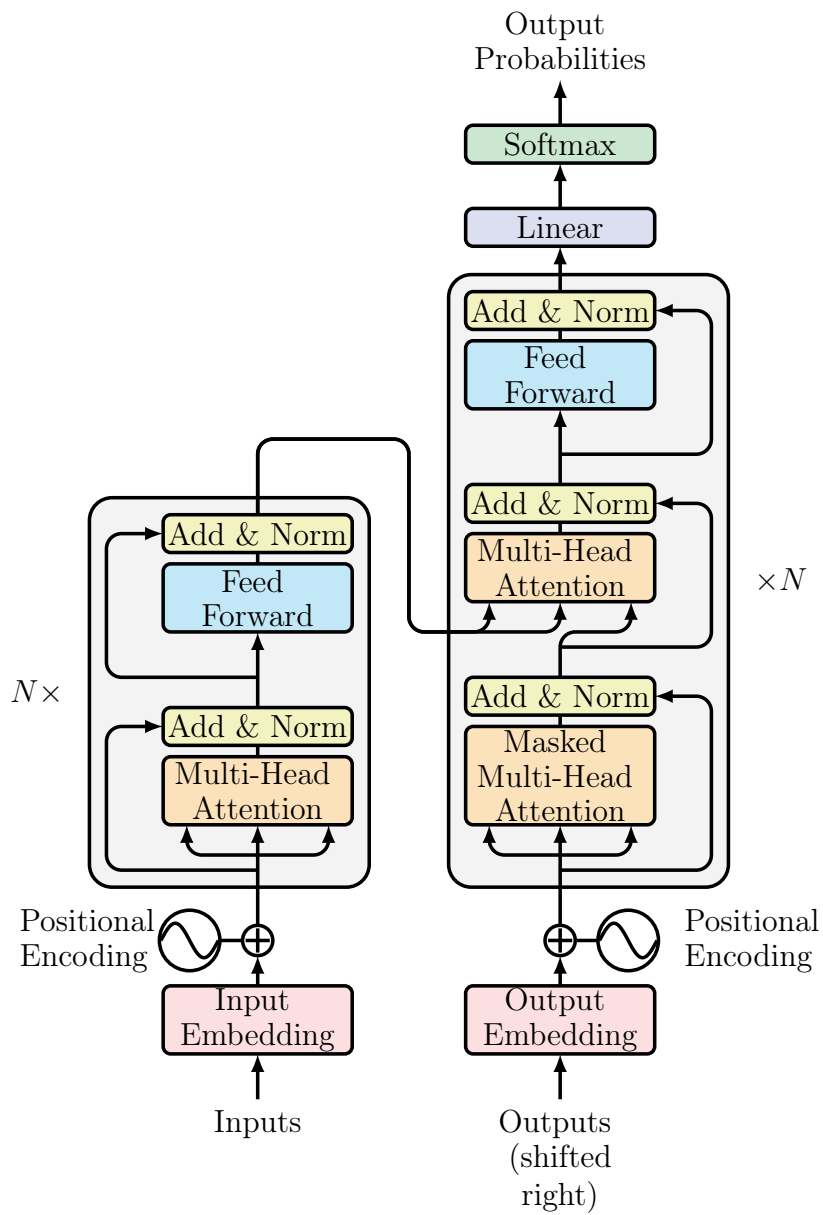 Output
Probabilities
Softmax
Linear
Add & Norm
Feed
Forward
Add & Norm
Multi-Head
Attention
×N
Add & Norm
Masked
Multi-Head
Attention
Positional
Encoding
Output
Embedding
Outputs
(shifted
right)
Add & Norm
Feed
Forward
N×
Add & Norm
Multi-Head
Attention
Positional
Encoding
Input
Embedding
Inputs